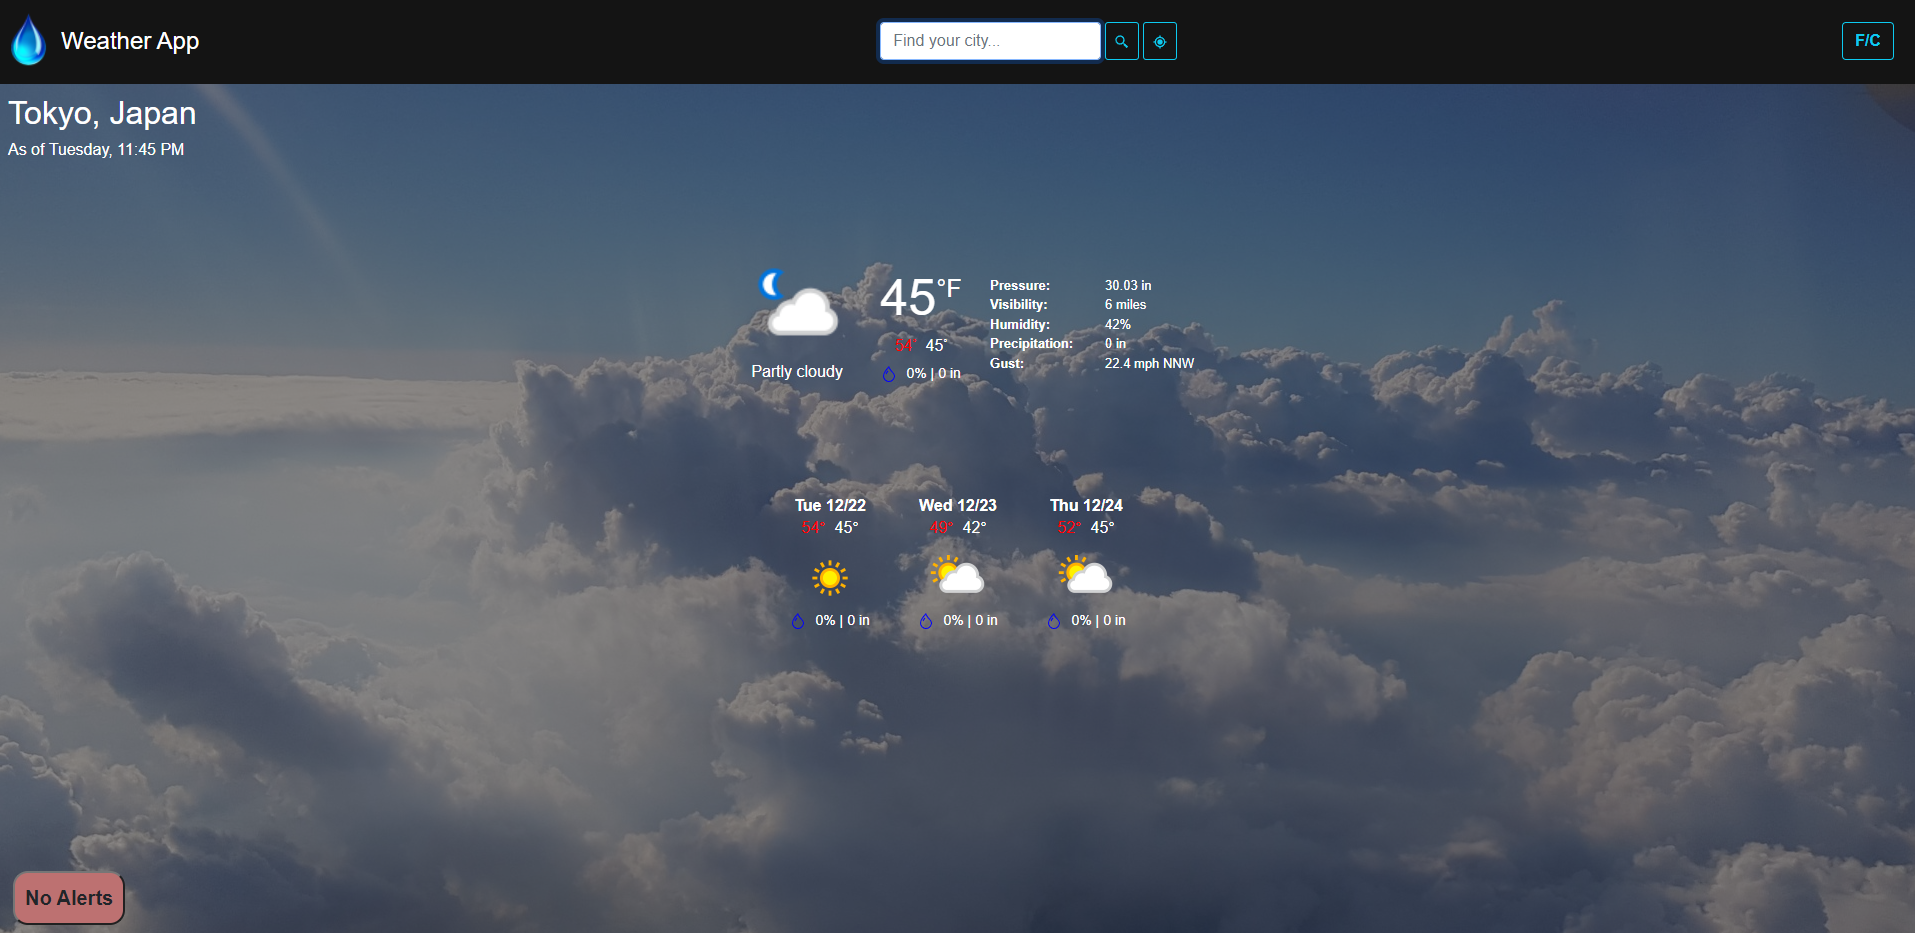 Weather App
Find your city...
F/C
Tokyo, Japan
As of Tuesday, 11:45 PM
45°F
54° 45°
0% | 0 in
Partly cloudy
Pressure: 30.03 in
Visibility: 6 miles
Humidity: 42%
Precipitation: 0 in
Gust: 22.4 mph NNW
Tue 12/22
54° 45°
0% | 0 in
Wed 12/23
49° 42°
0% | 0 in
Thu 12/24
52° 45°
0% | 0 in
No Alerts